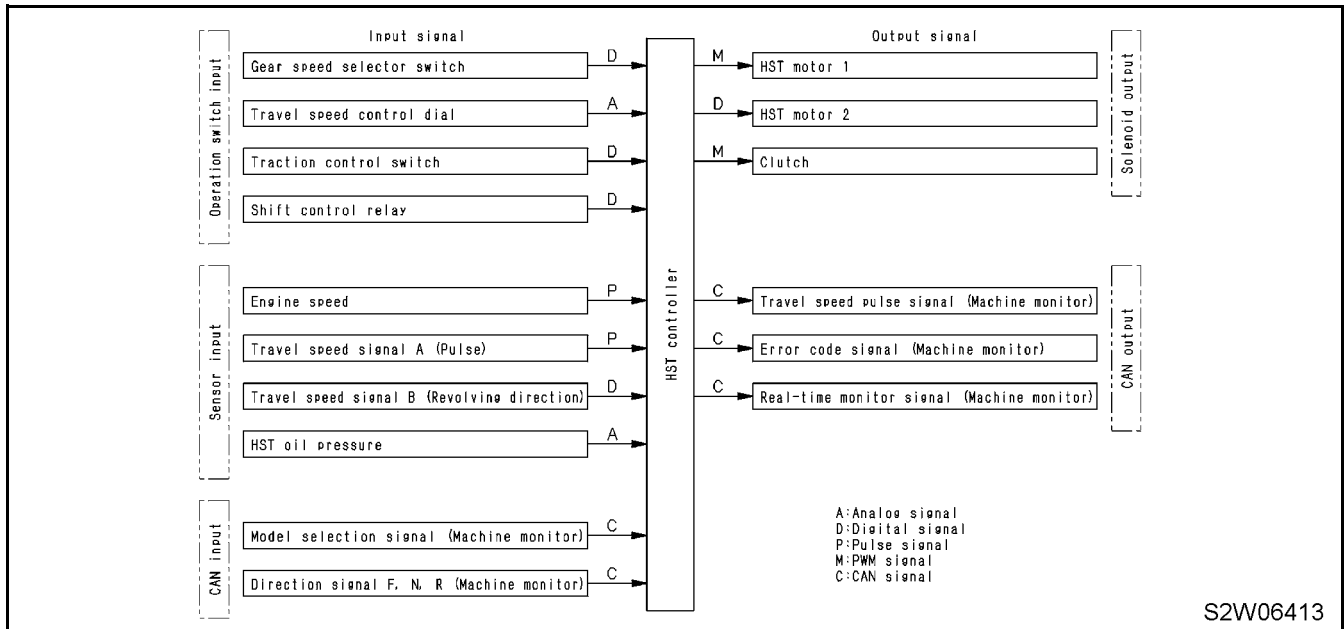 Input signal
Output signal
Operation switch input
Gear speed selector switch
D
Travel speed control dial
A
Traction control switch
D
Shift control relay
D
Sensor input
Engine speed
P
Travel speed signal A (Pulse)
P
Travel speed signal B (Revolving direction)
D
HST oil pressure
A
CAN input
Model selection signal (Machine monitor)
C
Direction signal F, N, R (Machine monitor)
C
HST controller
M
HST motor 1
D
HST motor 2
M
Clutch
Solenoid output
C
Travel speed pulse signal (Machine monitor)
C
Error code signal (Machine monitor)
C
Real-time monitor signal (Machine monitor)
CAN output
A:Analog signal
D:Digital signal
P:Pulse signal
M:PWM signal
C:CAN signal
S2W06413